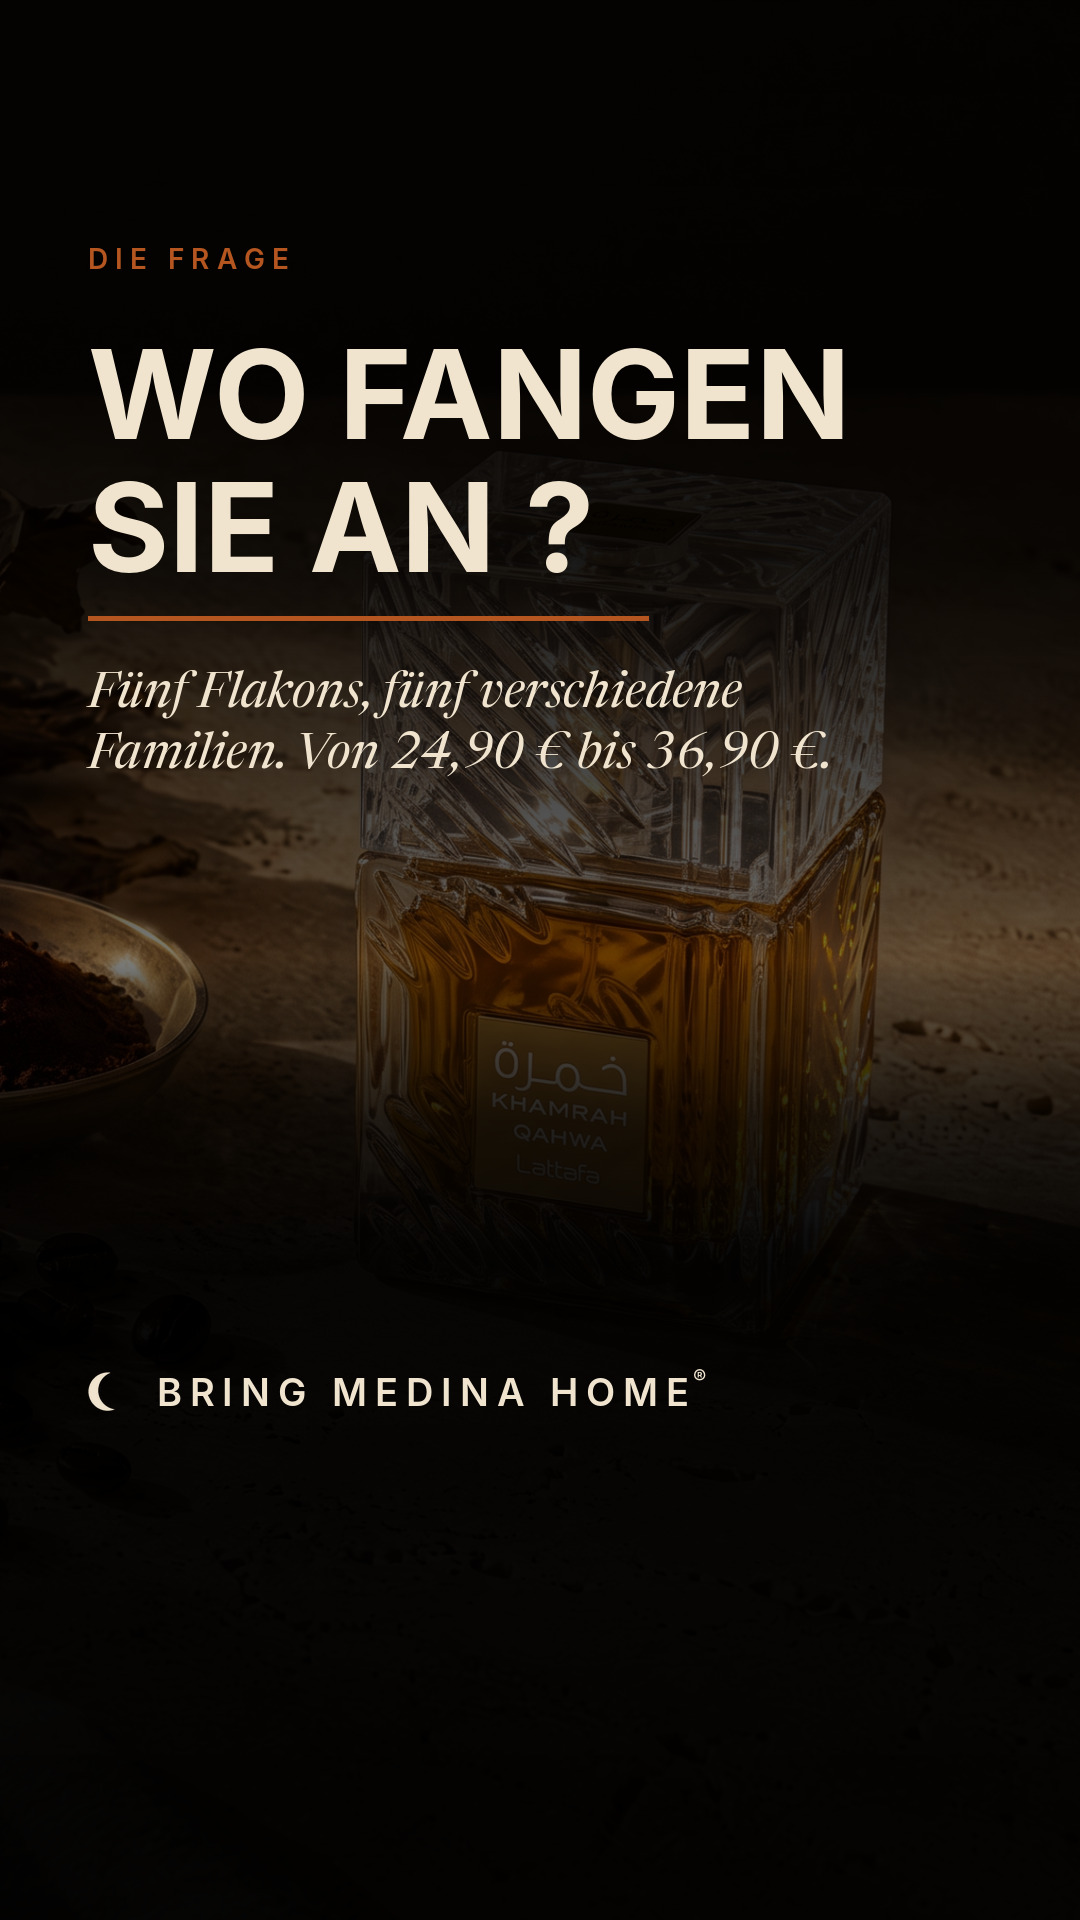 DIE FRAGE
WO FANGEN
SIE AN ?
Fünf Flakons, fünf verschiedene
Familien. Von 24,90 € bis 36,90 €.
خمرة
KHAMRAH
QAHWA
Lattafa
BRING MEDINA HOME®